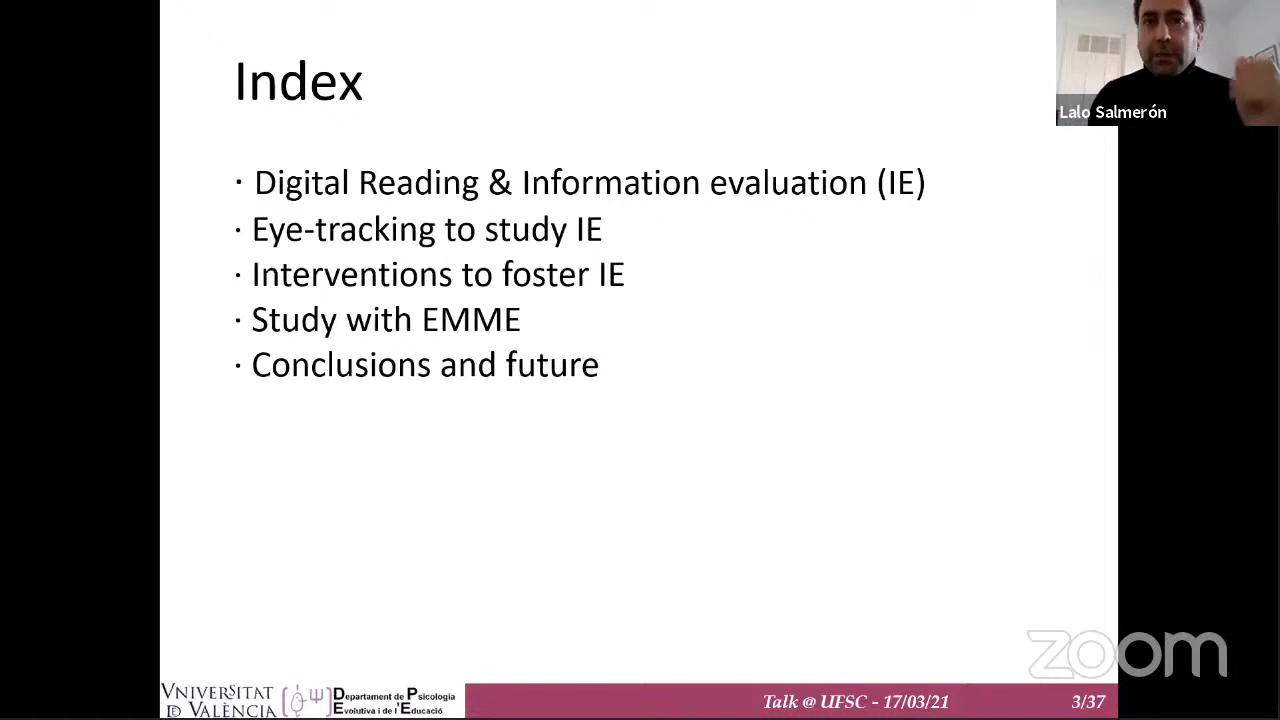 Index
Lalo Salmerón
· Digital Reading & Information evaluation (IE)
· Eye-tracking to study IE
· Interventions to foster IE
· Study with EMME
· Conclusions and future
zoom
VNIVERSITAT
ID VALÈNCIA
Departament de Psicologia
Evolutiva i de l'Educació
Talk @ UFSC - 17/03/21
3/37